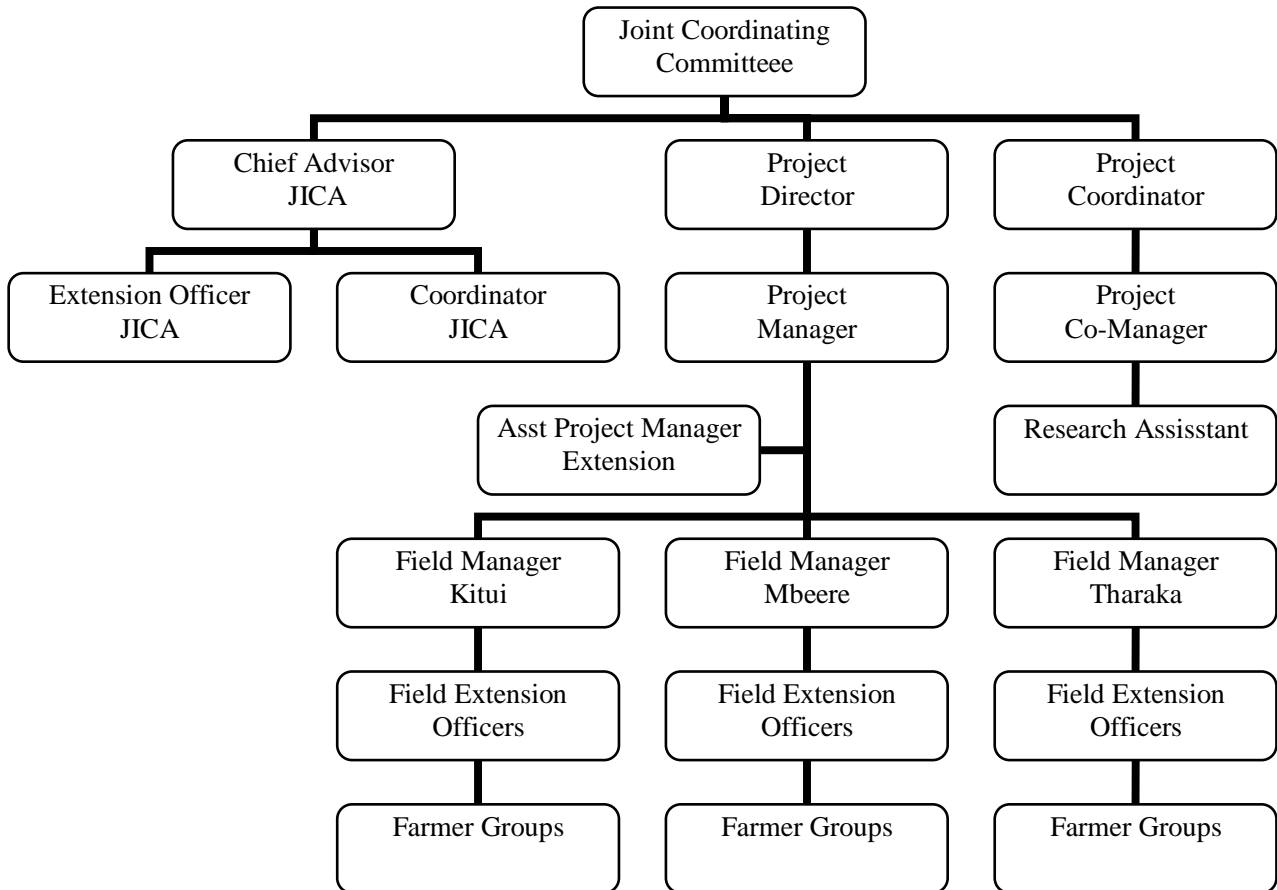 Joint Coordinating
Committeee
Chief Advisor
JICA
Project
Director
Project
Coordinator
Extension Officer
JICA
Coordinator
JICA
Project
Manager
Project
Co-Manager
Asst Project Manager
Extension
Research Assisstant
Field Manager
Kitui
Field Manager
Mbeere
Field Manager
Tharaka
Field Extension
Officers
Field Extension
Officers
Field Extension
Officers
Farmer Groups
Farmer Groups
Farmer Groups